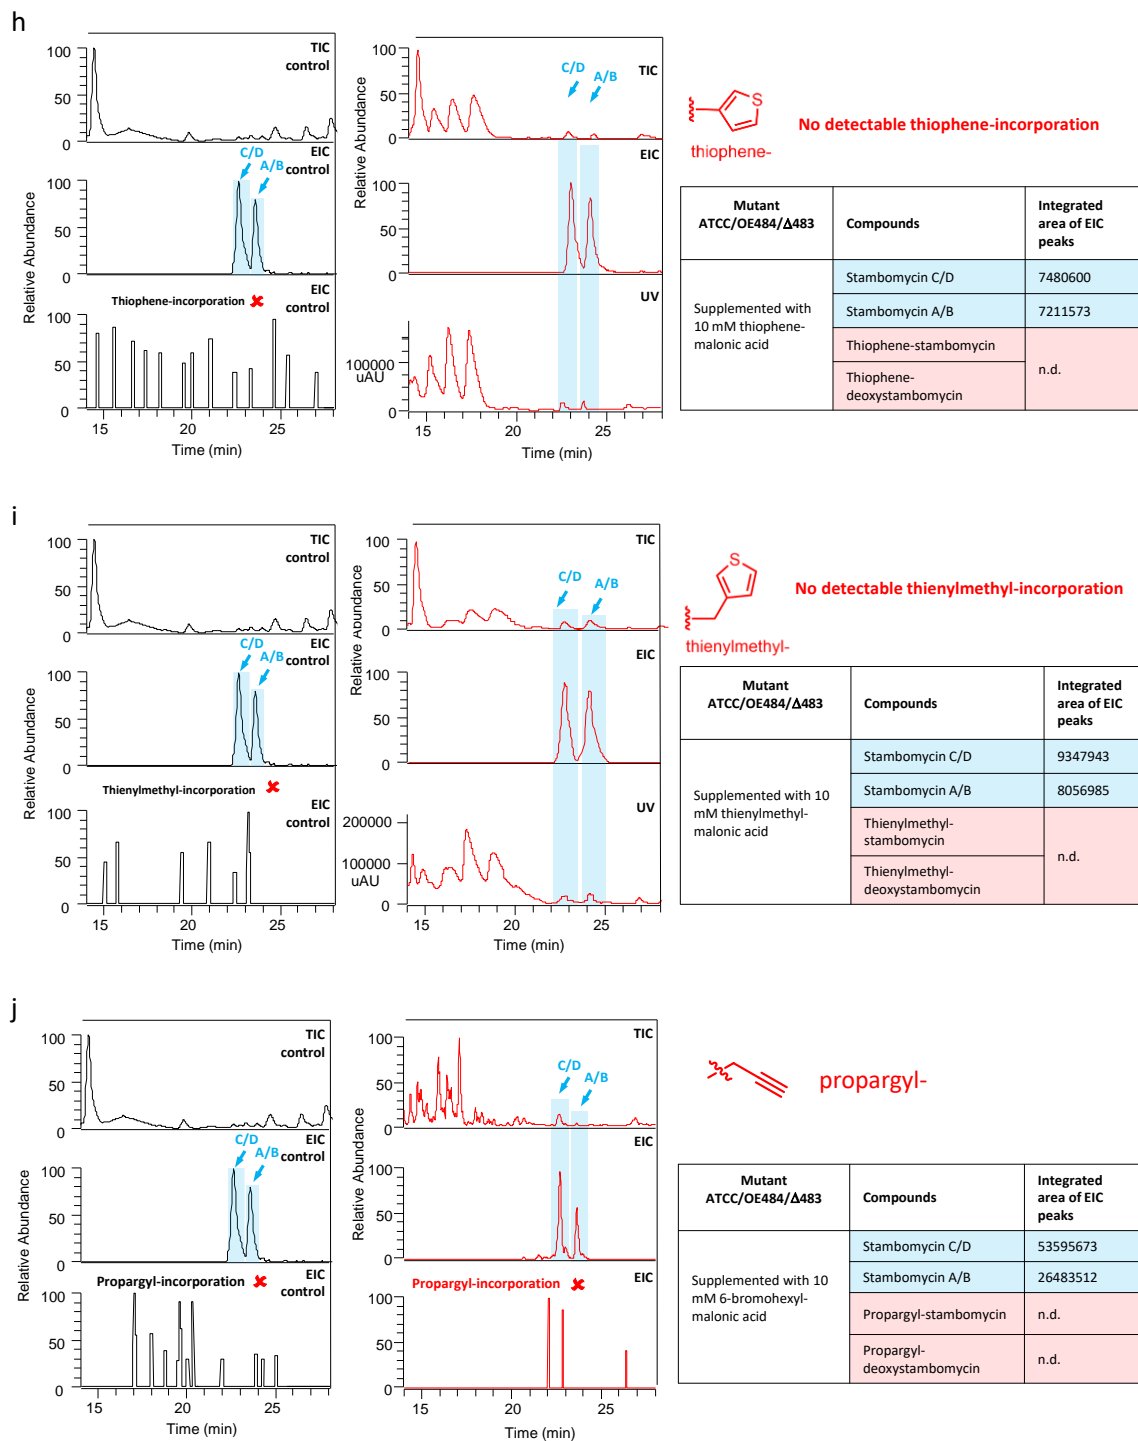 h
100
50
0
TIC
control
100
50
0
C/D
A/B
EIC
control
100
50
0
Thiophene-incorporation ✘
EIC
control
Relative Abundance
15 20 25
Time (min)
100
50
0
TIC
C/D
A/B
100
50
0
EIC
Relative Abundance
UV
100000
uAU
0
15 20 25
Time (min)
S
thiophene-
No detectable thiophene-incorporation
Mutant
ATCC/OE484/Δ483
Compounds
Integrated
area of EIC
peaks
Supplemented with
10 mM thiophene-
malonic acid
Stambomycin C/D
7480600
Stambomycin A/B
7211573
Thiophene-stambomycin
Thiophene-
deoxystambomycin
n.d.
i
100
50
0
TIC
control
100
50
0
C/D
A/B
EIC
control
100
50
0
Thienylmethyl-incorporation ✘
EIC
control
Relative Abundance
15 20 25
Time (min)
100
50
0
TIC
C/D
A/B
100
50
0
EIC
Relative Abundance
UV
200000
100000
uAU
0
15 20 25
Time (min)
S
thienylmethyl-
No detectable thienylmethyl-incorporation
Mutant
ATCC/OE484/Δ483
Compounds
Integrated
area of EIC
peaks
Supplemented with 10
mM thienylmethyl-
malonic acid
Stambomycin C/D
9347943
Stambomycin A/B
8056985
Thienylmethyl-
stambomycin
Thienylmethyl-
deoxystambomycin
n.d.
j
100
50
0
TIC
control
100
50
0
C/D
A/B
EIC
control
100
50
0
Propargyl-incorporation ✘
EIC
control
Relative Abundance
15 20 25
Time (min)
100
50
0
TIC
C/D
A/B
100
50
0
EIC
Relative Abundance
100
50
0
Propargyl-incorporation ✘
EIC
15 20 25
Time (min)
propargyl-
Mutant
ATCC/OE484/Δ483
Compounds
Integrated
area of EIC
peaks
Supplemented with 10
mM 6-bromohexyl-
malonic acid
Stambomycin C/D
53595673
Stambomycin A/B
26483512
Propargyl-stambomycin
n.d.
Propargyl-
deoxystambomycin
n.d.